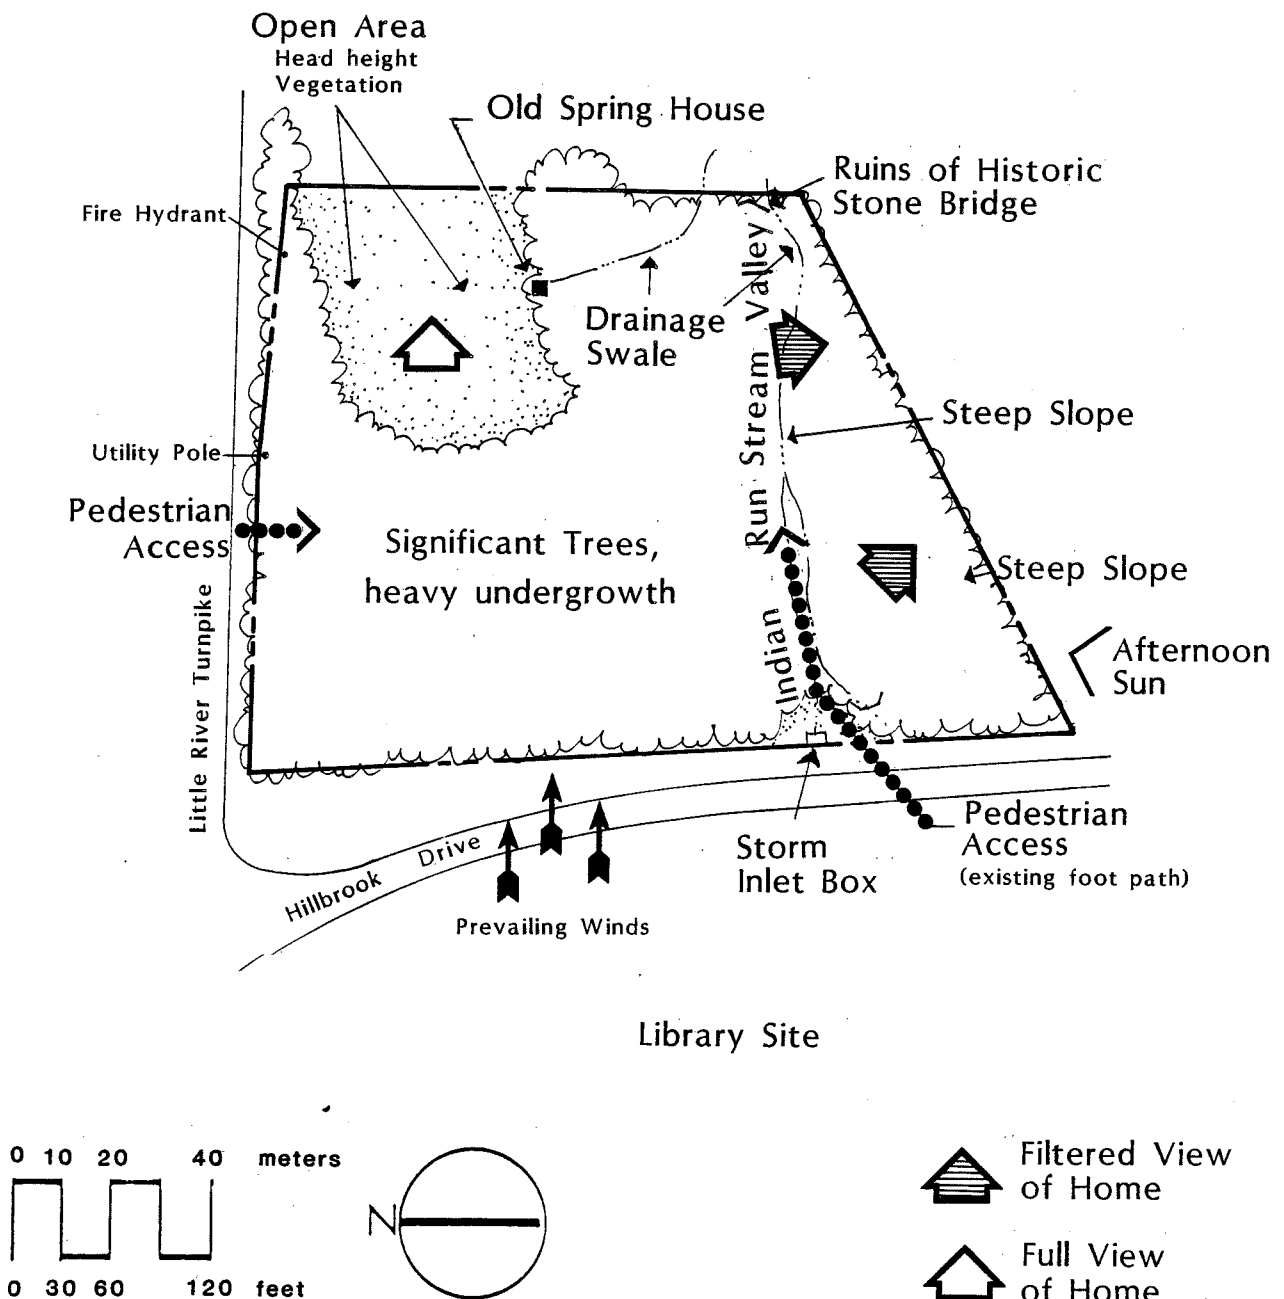 Open Area
Head height
Vegetation
Old Spring House
Ruins of Historic
Stone Bridge
Fire Hydrant
Drainage
Swale
Indian Run Stream Valley
Steep Slope
Utility Pole
Pedestrian
Access
Significant Trees,
heavy undergrowth
Steep Slope
Afternoon
Sun
Little River Turnpike
Hillbrook Drive
Prevailing Winds
Storm
Inlet Box
Pedestrian
Access
(existing foot path)
Library Site
0 10 20 40 meters
0 30 60 120 feet
N
Filtered View
of Home
Full View
of Home